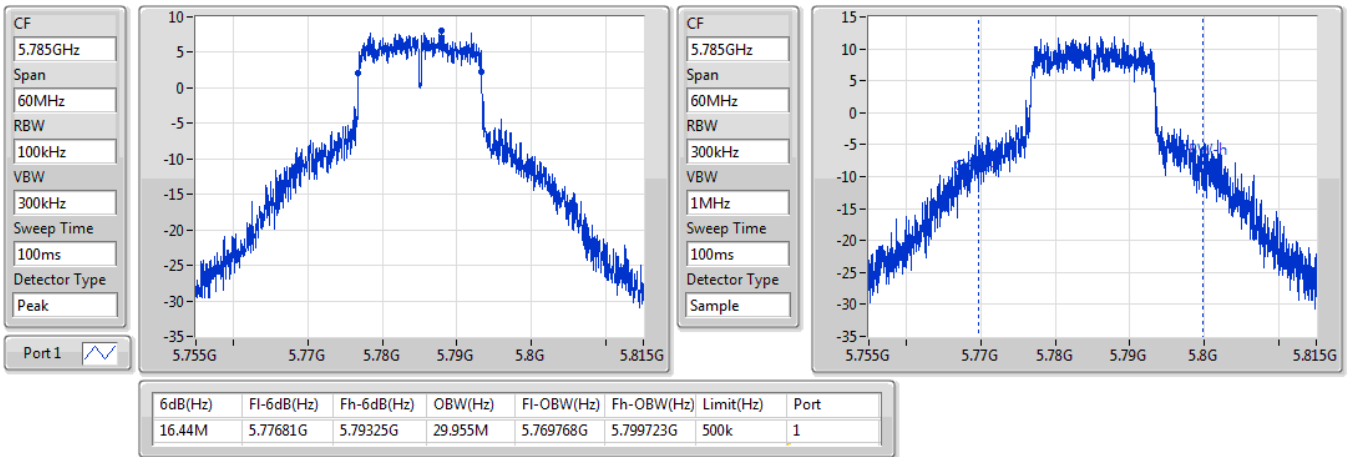 CF
5.785GHz
Span
60MHz
RBW
100kHz
VBW
300kHz
Sweep Time
100ms
Detector Type
Peak
Port 1
10
5
0
-5
-10
-15
-20
-25
-30
-35
5.755G 5.77G 5.78G 5.79G 5.8G 5.815G
CF
5.785GHz
Span
60MHz
RBW
300kHz
VBW
1MHz
Sweep Time
100ms
Detector Type
Sample
15
10
5
0
-5
-10
-15
-20
-25
-30
-35
5.755G 5.77G 5.78G 5.79G 5.8G 5.815G
6dB(Hz) Fl-6dB(Hz) Fh-6dB(Hz) OBW(Hz) Fl-OBW(Hz) Fh-OBW(Hz) Limit(Hz) Port
16.44M 5.77681G 5.79325G 29.955M 5.769768G 5.799723G 500k 1